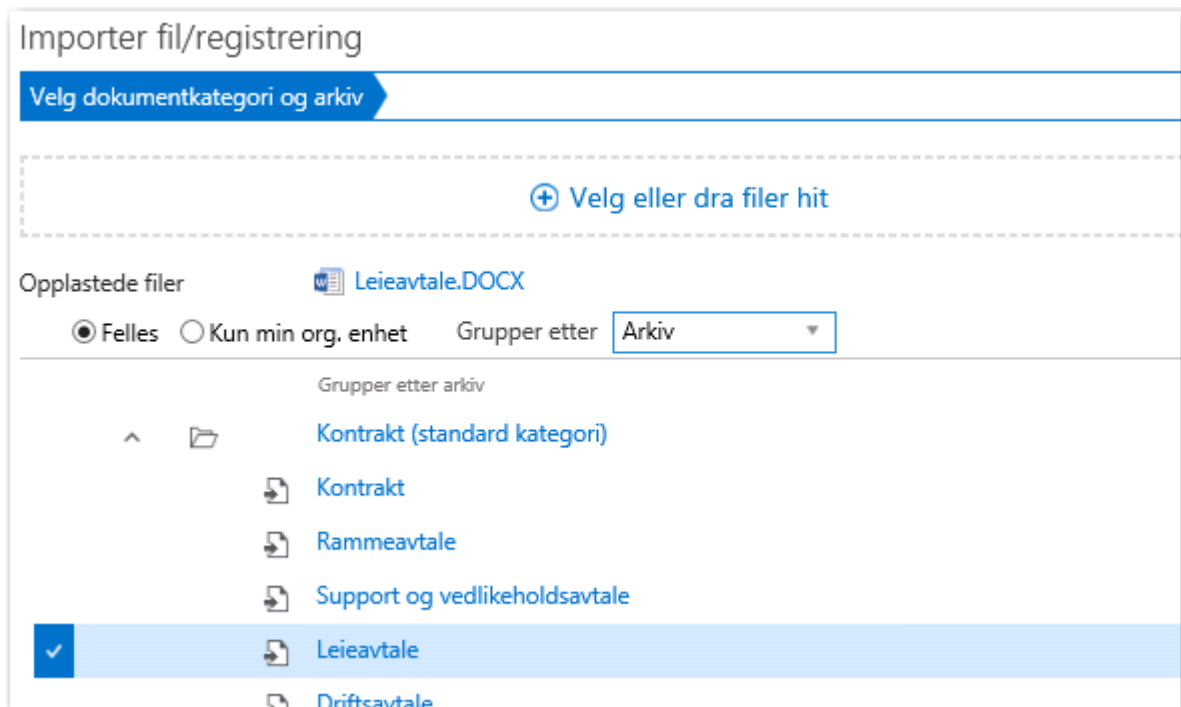 Importer fil/registrering
Velg dokumentkategori og arkiv
Velg eller dra filer hit
Opplastede filer Leieavtale.DOCX
Felles Kun min org. enhet Grupper etter Arkiv
Grupper etter arkiv
Kontrakt (standard kategori)
Kontrakt
Rammeavtale
Support og vedlikeholdsavtale
Leieavtale
Driftsavtale